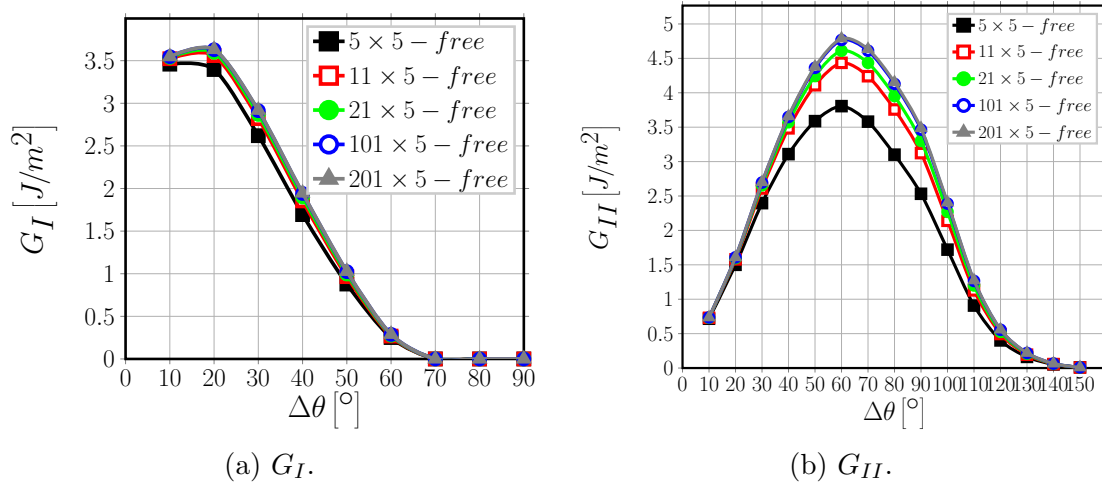 0
0.5
1
1.5
2
2.5
3
3.5
0 10 20 30 40 50 60 70 80 90
G_I [J/m²]
Δθ [°]
5 × 5 − free
11 × 5 − free
21 × 5 − free
101 × 5 − free
201 × 5 − free
(a) G_I.
0
0.5
1
1.5
2
2.5
3
3.5
4
4.5
5
0 10 20 30 40 50 60 70 80 90 100 110 120 130 140 150
G_II [J/m²]
Δθ [°]
5 × 5 − free
11 × 5 − free
21 × 5 − free
101 × 5 − free
201 × 5 − free
(b) G_II.